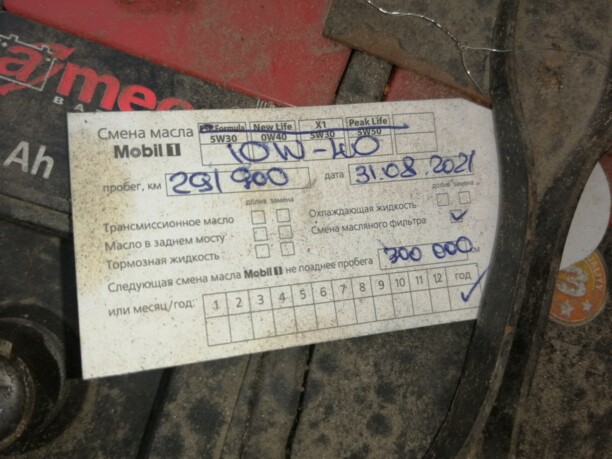 a/mega
BA
Ah
Смена масла
Mobil 1
Formula New Life X1 Peak Life
5W30 0W40 5W30 5W50
10W-40
пробег, км 291 900 дата 31.08.2021
долив замена долив замена
Трансмиссионное масло Охлаждающая жидкость
Масло в заднем мосту Смена масляного фильтра
Тормозная жидкость
Следующая смена масла Mobil 1 не позднее пробега 300 000 км
или месяц/год: 1 2 3 4 5 6 7 8 9 10 11 12 год